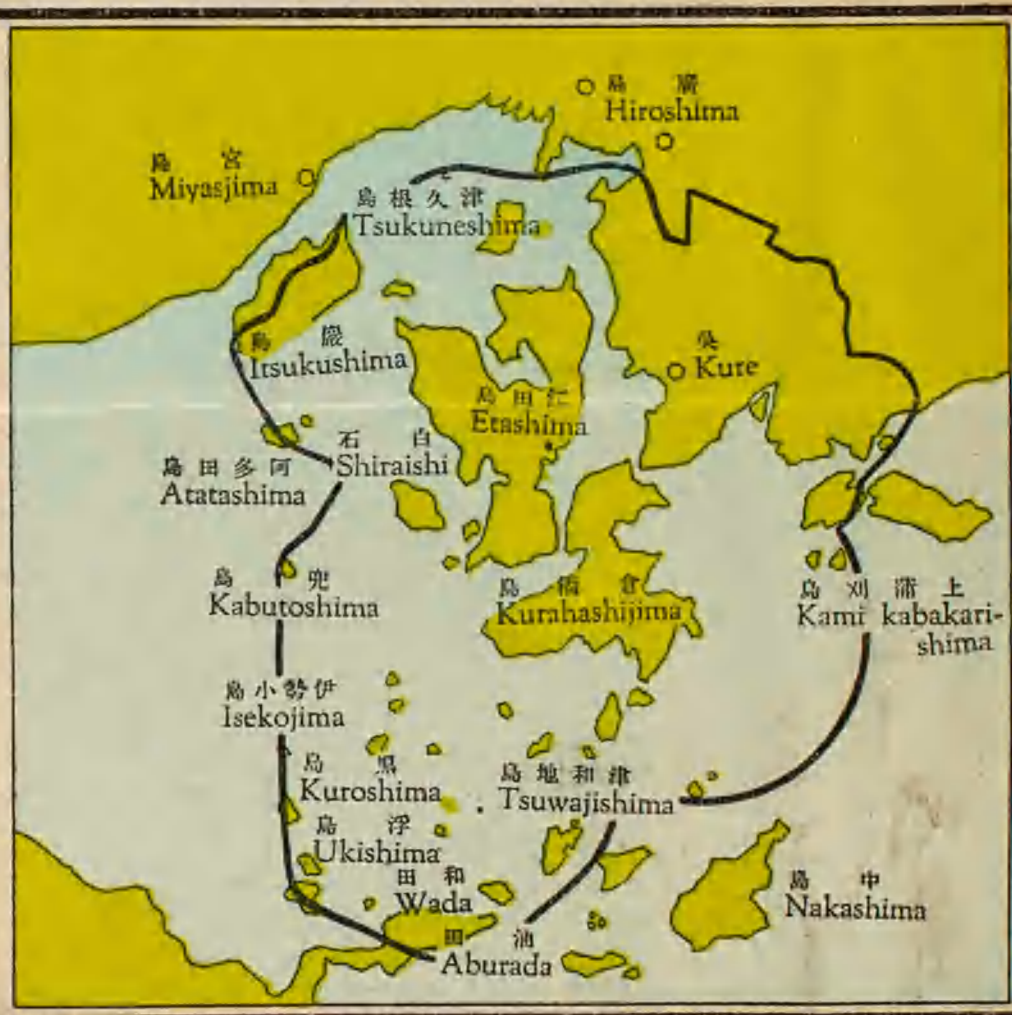 廣島
Hiroshima
宮島
Miyasjima
津久根島
Tsukuneshima
嚴島
Itsukushima
吳
Kure
江田島
Etashima
白石
Shiraishi
阿多田島
Atatashima
兜島
Kabutoshima
倉橋島
Kurahashijima
上蒲刈島
Kami kabakari-
shima
伊勢小島
Isekojima
黑島
Kuroshima
津和地島
Tsuwajishima
浮島
Ukishima
和田
Wada
中島
Nakashima
油田
Aburada